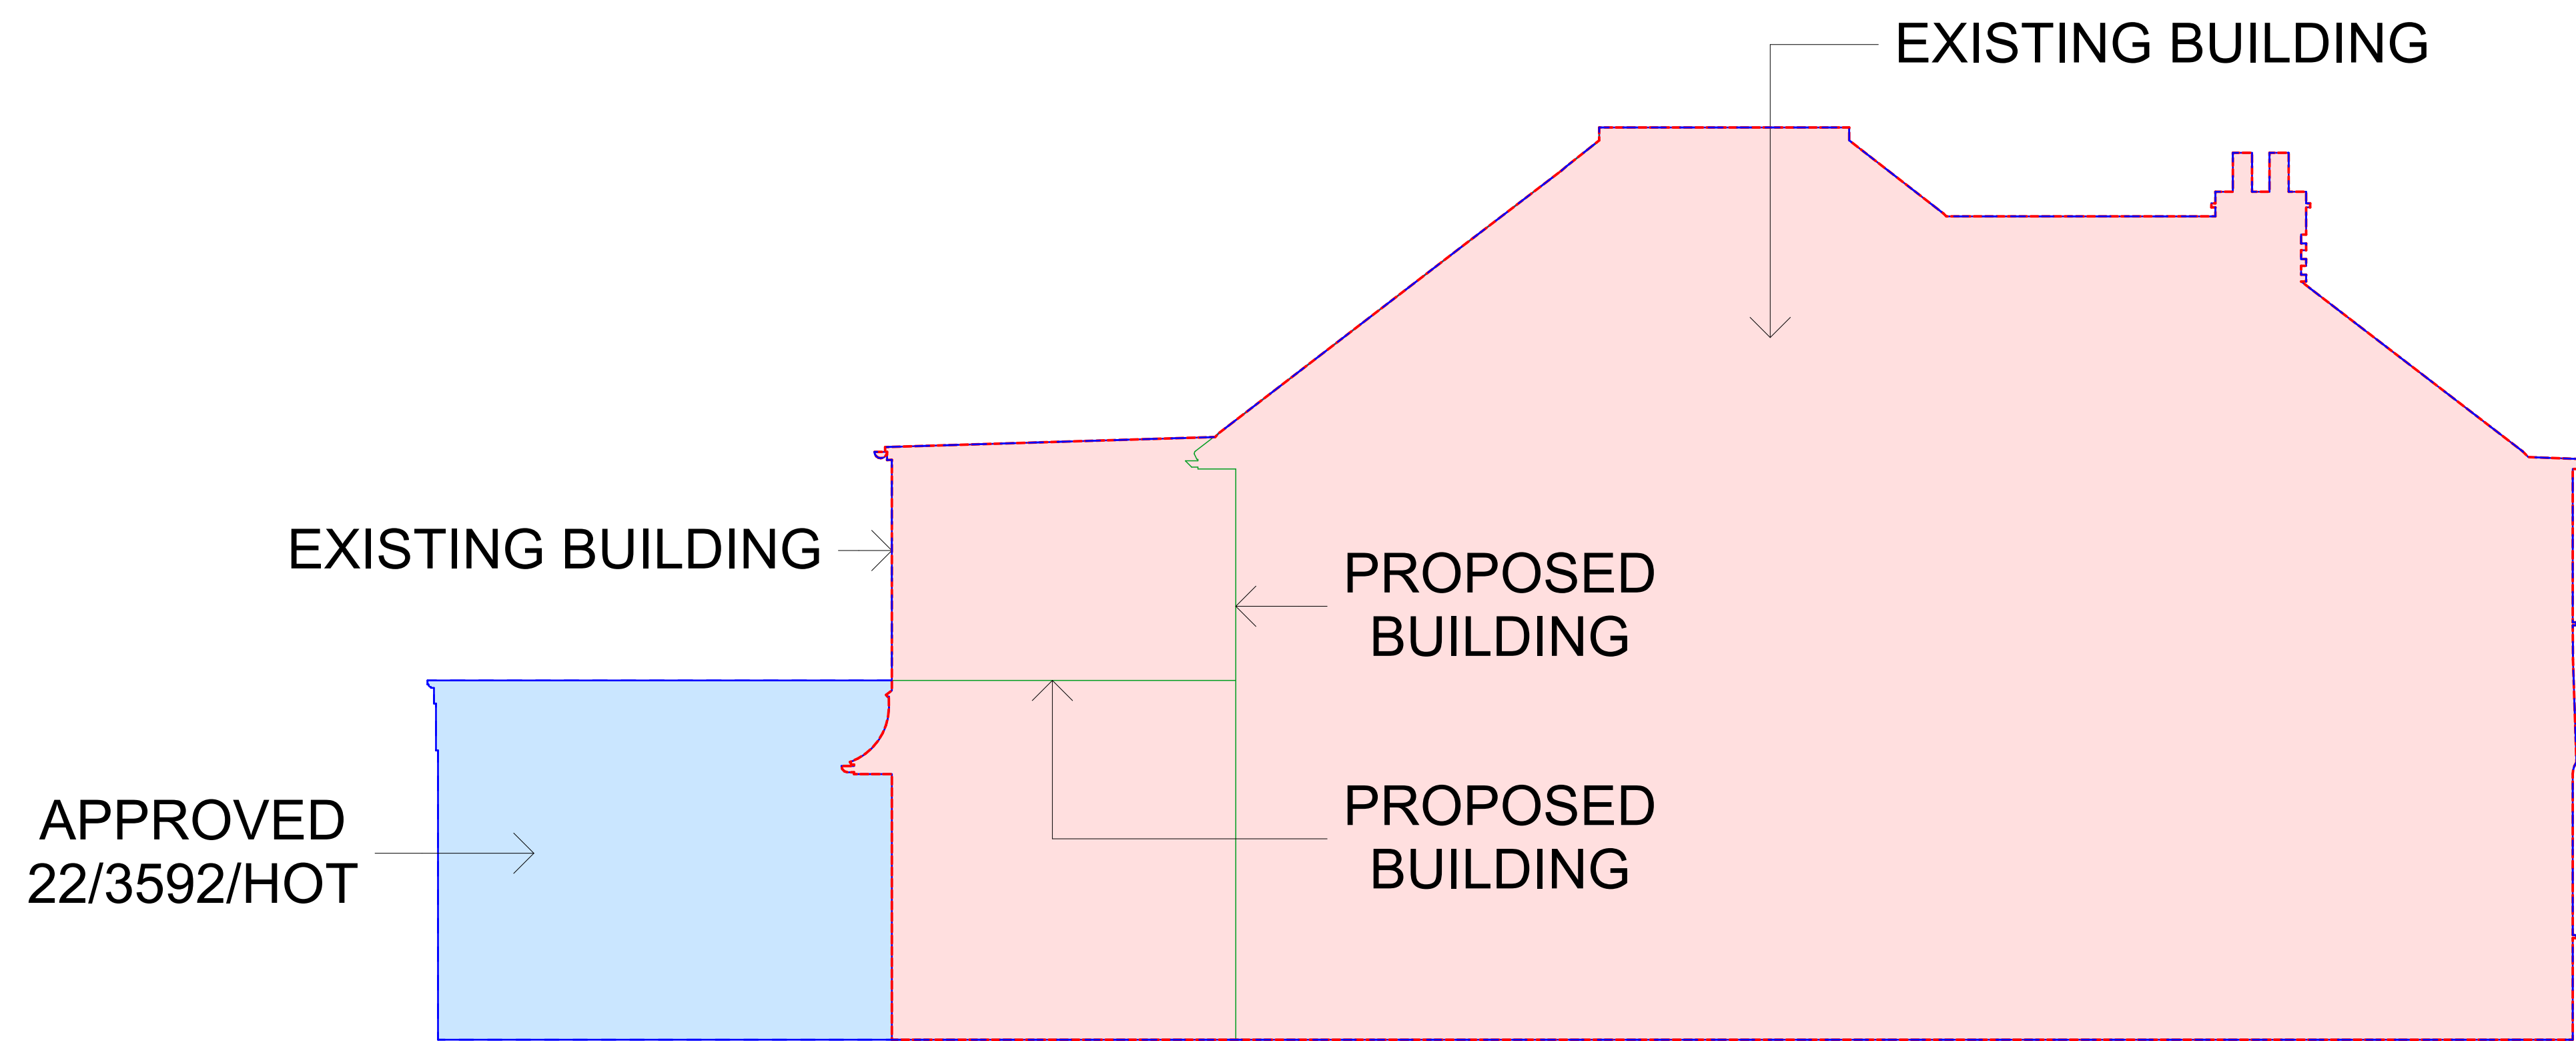 EXISTING BUILDING
EXISTING BUILDING
PROPOSED
BUILDING
PROPOSED
BUILDING
APPROVED
22/3592/HOT